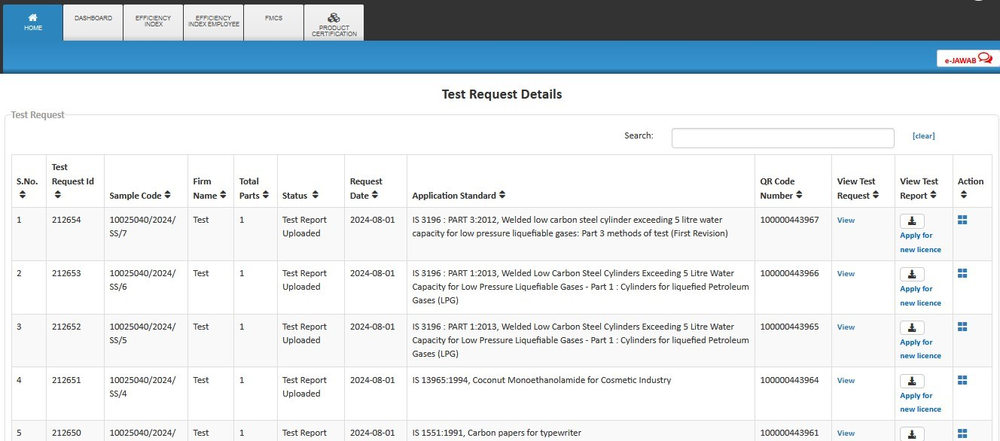 HOME
DASHBOARD
EFFICIENCY
INDEX
EFFICIENCY
INDEX EMPLOYEE
FMCS
PRODUCT
CERTIFICATION
e-JAWAB
Test Request Details
Test Request
Search:
[clear]
S.No.
Test
Request Id
Sample Code
Firm
Name
Total
Parts
Status
Request
Date
Application Standard
QR Code
Number
View Test
Request
View Test
Report
Action
1
212654
10025040/2024/
SS/7
Test
1
Test Report
Uploaded
2024-08-01
IS 3196 : PART 3:2012, Welded low carbon steel cylinder exceeding 5 litre water
capacity for low pressure liquefiable gases: Part 3 methods of test (First Revision)
100000443967
View
Apply for
new licence
2
212653
10025040/2024/
SS/6
Test
1
Test Report
Uploaded
2024-08-01
IS 3196 : PART 1:2013, Welded Low Carbon Steel Cylinders Exceeding 5 Litre Water
Capacity for Low Pressure Liquefiable Gases - Part 1 : Cylinders for liquefied Petroleum
Gases (LPG)
100000443966
View
Apply for
new licence
3
212652
10025040/2024/
SS/5
Test
1
Test Report
Uploaded
2024-08-01
IS 3196 : PART 1:2013, Welded Low Carbon Steel Cylinders Exceeding 5 Litre Water
Capacity for Low Pressure Liquefiable Gases - Part 1 : Cylinders for liquefied Petroleum
Gases (LPG)
100000443965
View
Apply for
new licence
4
212651
10025040/2024/
SS/4
Test
1
Test Report
Uploaded
2024-08-01
IS 13965:1994, Coconut Monoethanolamide for Cosmetic Industry
100000443964
View
Apply for
new licence
5
212650
10025040/2024/
Test
1
Test Report
2024-08-01
IS 1551:1991, Carbon papers for typewriter
100000443961
View